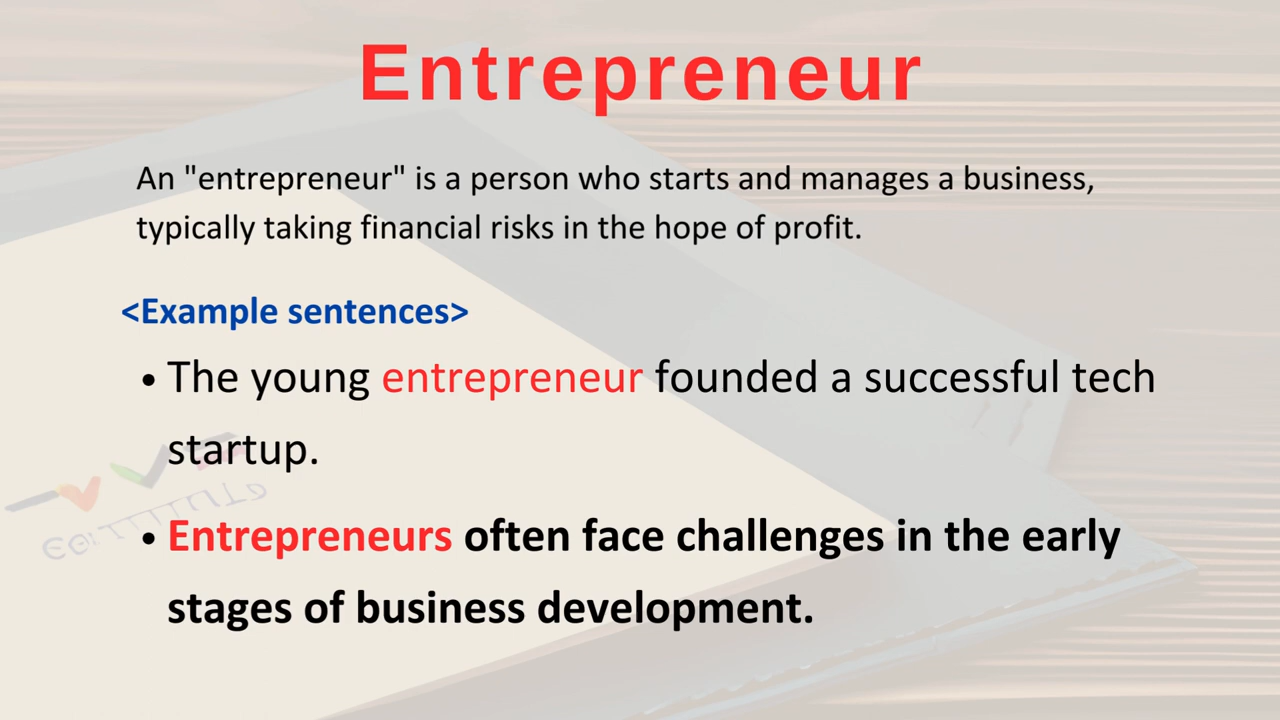 Entrepreneur
An "entrepreneur" is a person who starts and manages a business,
typically taking financial risks in the hope of profit.
<Example sentences>
• The young entrepreneur founded a successful tech
startup.
• Entrepreneurs often face challenges in the early
stages of business development.